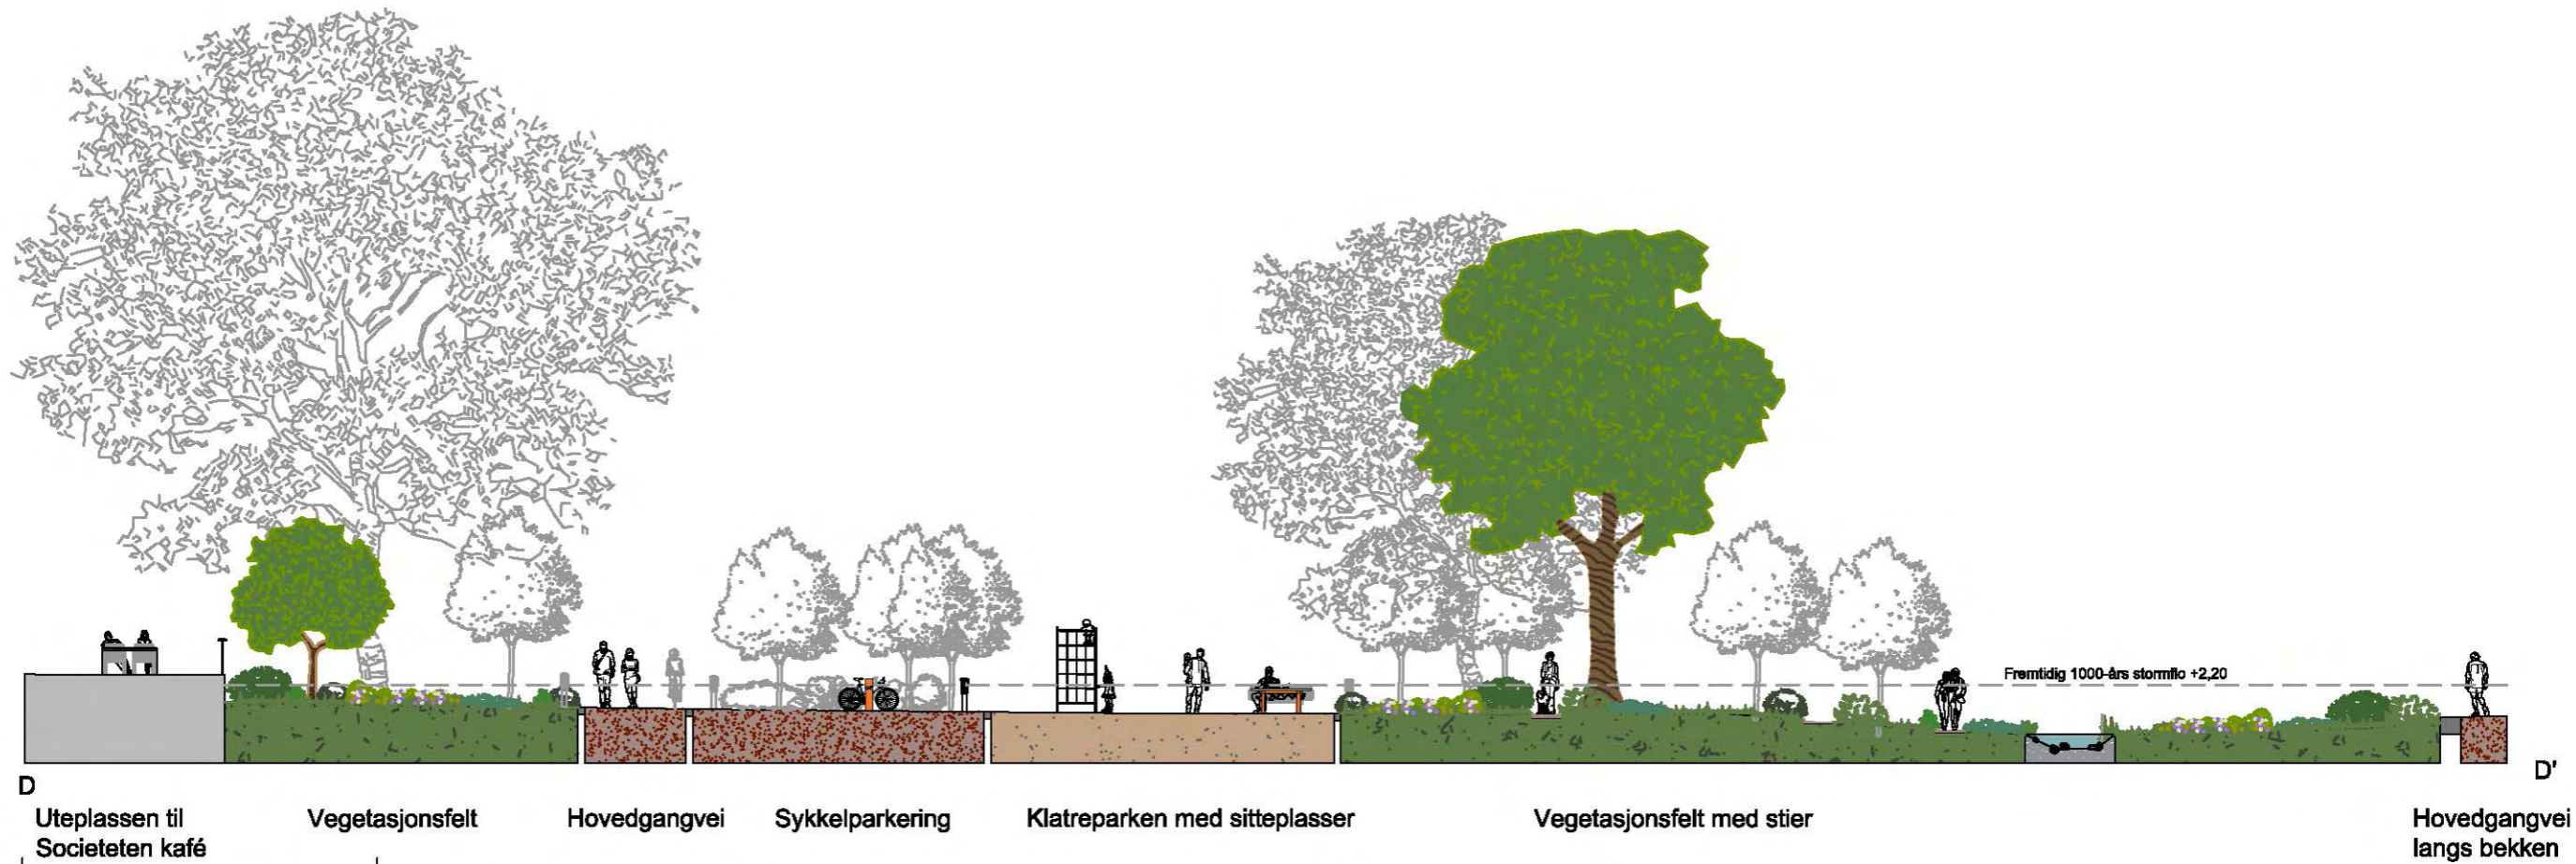 Fremtidig 1000-års stormflo +2,20
D
D'
Uteplassen til
Societeten kafé
Vegetasjonsfelt
Hovedgangvei
Sykkelparkering
Klatreparken med sitteplasser
Vegetasjonsfelt med stier
Hovedgangvei
langs bekken